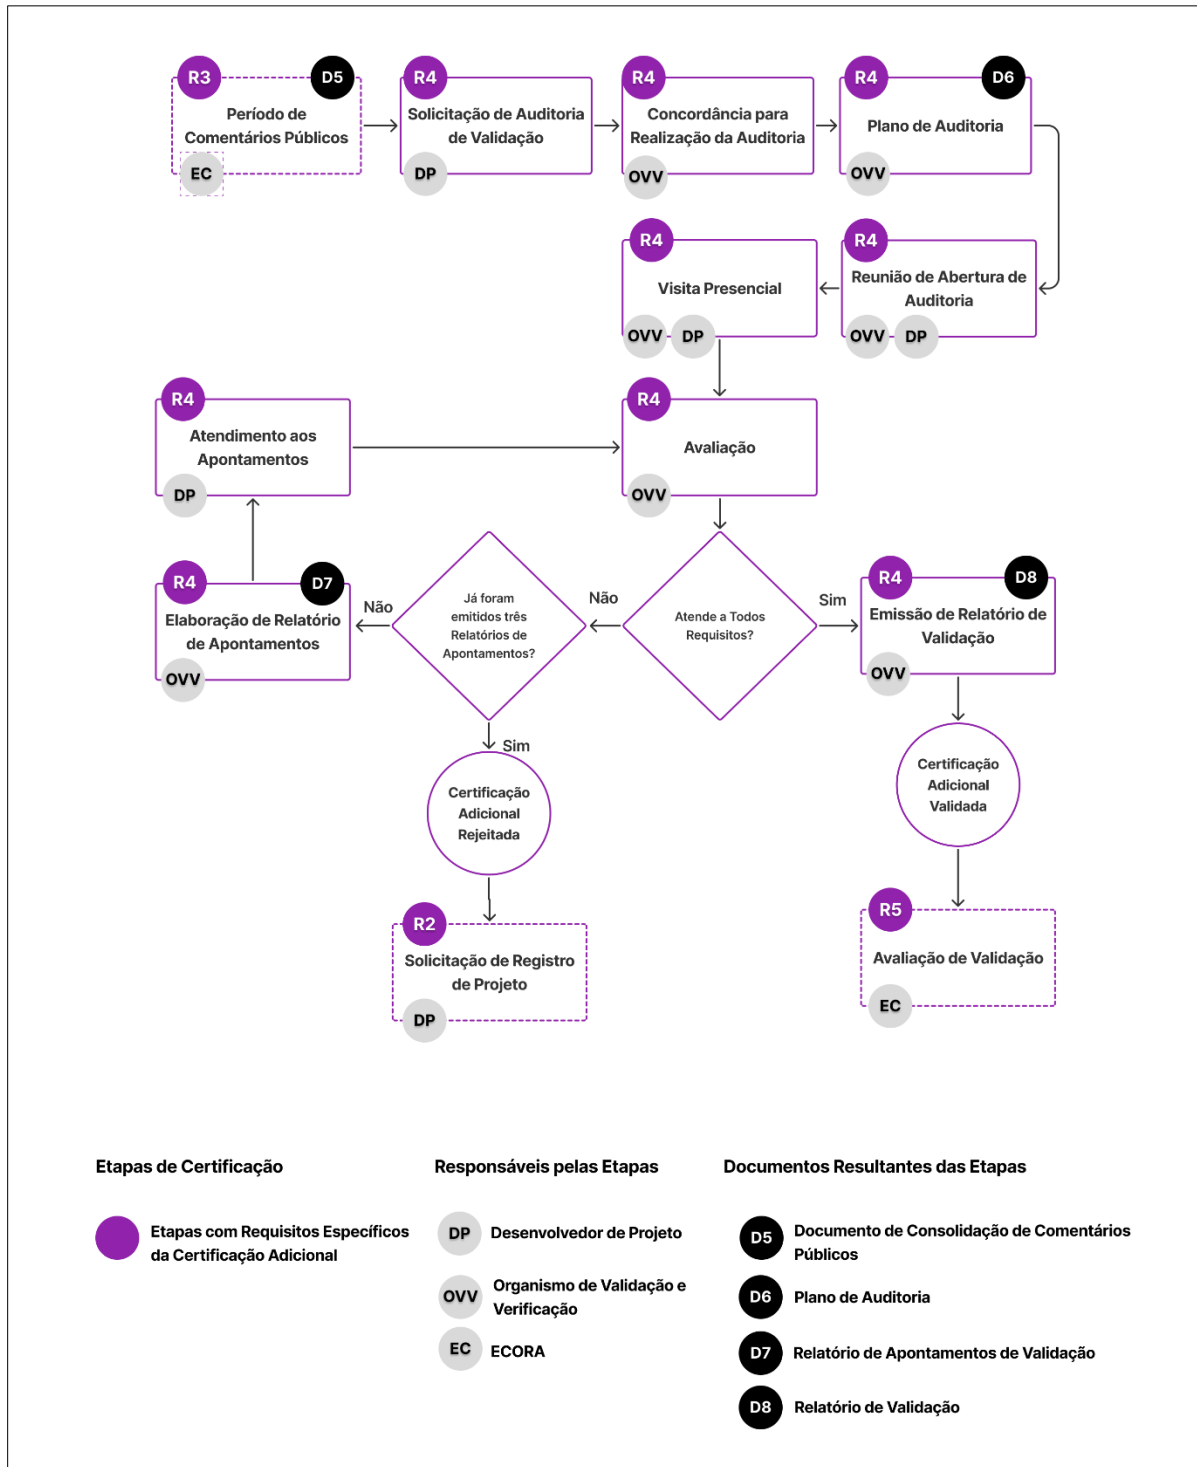 R3
D5
Período de
Comentários Públicos
EC
R4
Solicitação de Auditoria
de Validação
DP
R4
Concordância para
Realização da Auditoria
OVV
R4
D6
Plano de Auditoria
OVV
R4
Reunião de Abertura de
Auditoria
OVV
DP
R4
Visita Presencial
OVV
DP
R4
Atendimento aos
Apontamentos
DP
R4
Avaliação
OVV
R4
D7
Elaboração de Relatório
de Apontamentos
OVV
Não
Já foram
emitidos três
Relatórios de
Apontamentos?
Não
Atende a Todos
Requisitos?
Sim
R4
D8
Emissão de Relatório de
Validação
OVV
Sim
Certificação
Adicional
Rejeitada
Certificação
Adicional
Validada
R2
Solicitação de Registro
de Projeto
DP
R5
Avaliação de Validação
EC
Etapas de Certificação
Etapas com Requisitos Específicos
da Certificação Adicional
Responsáveis pelas Etapas
DP
Desenvolvedor de Projeto
OVV
Organismo de Validação e
Verificação
EC
ECORA
Documentos Resultantes das Etapas
D5
Documento de Consolidação de Comentários
Públicos
D6
Plano de Auditoria
D7
Relatório de Apontamentos de Validação
D8
Relatório de Validação